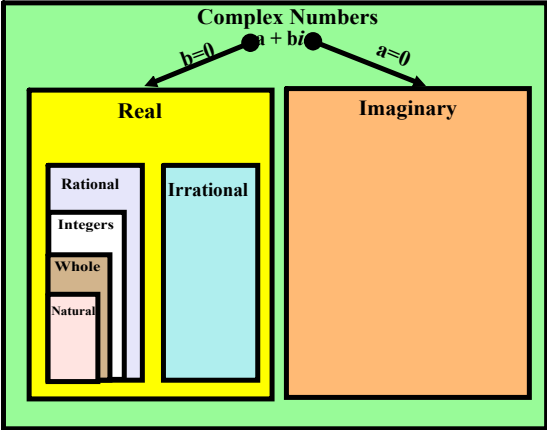 Complex Numbers
a + bi
b=0
a=0
Real
Imaginary
Rational
Irrational
Integers
Whole
Natural